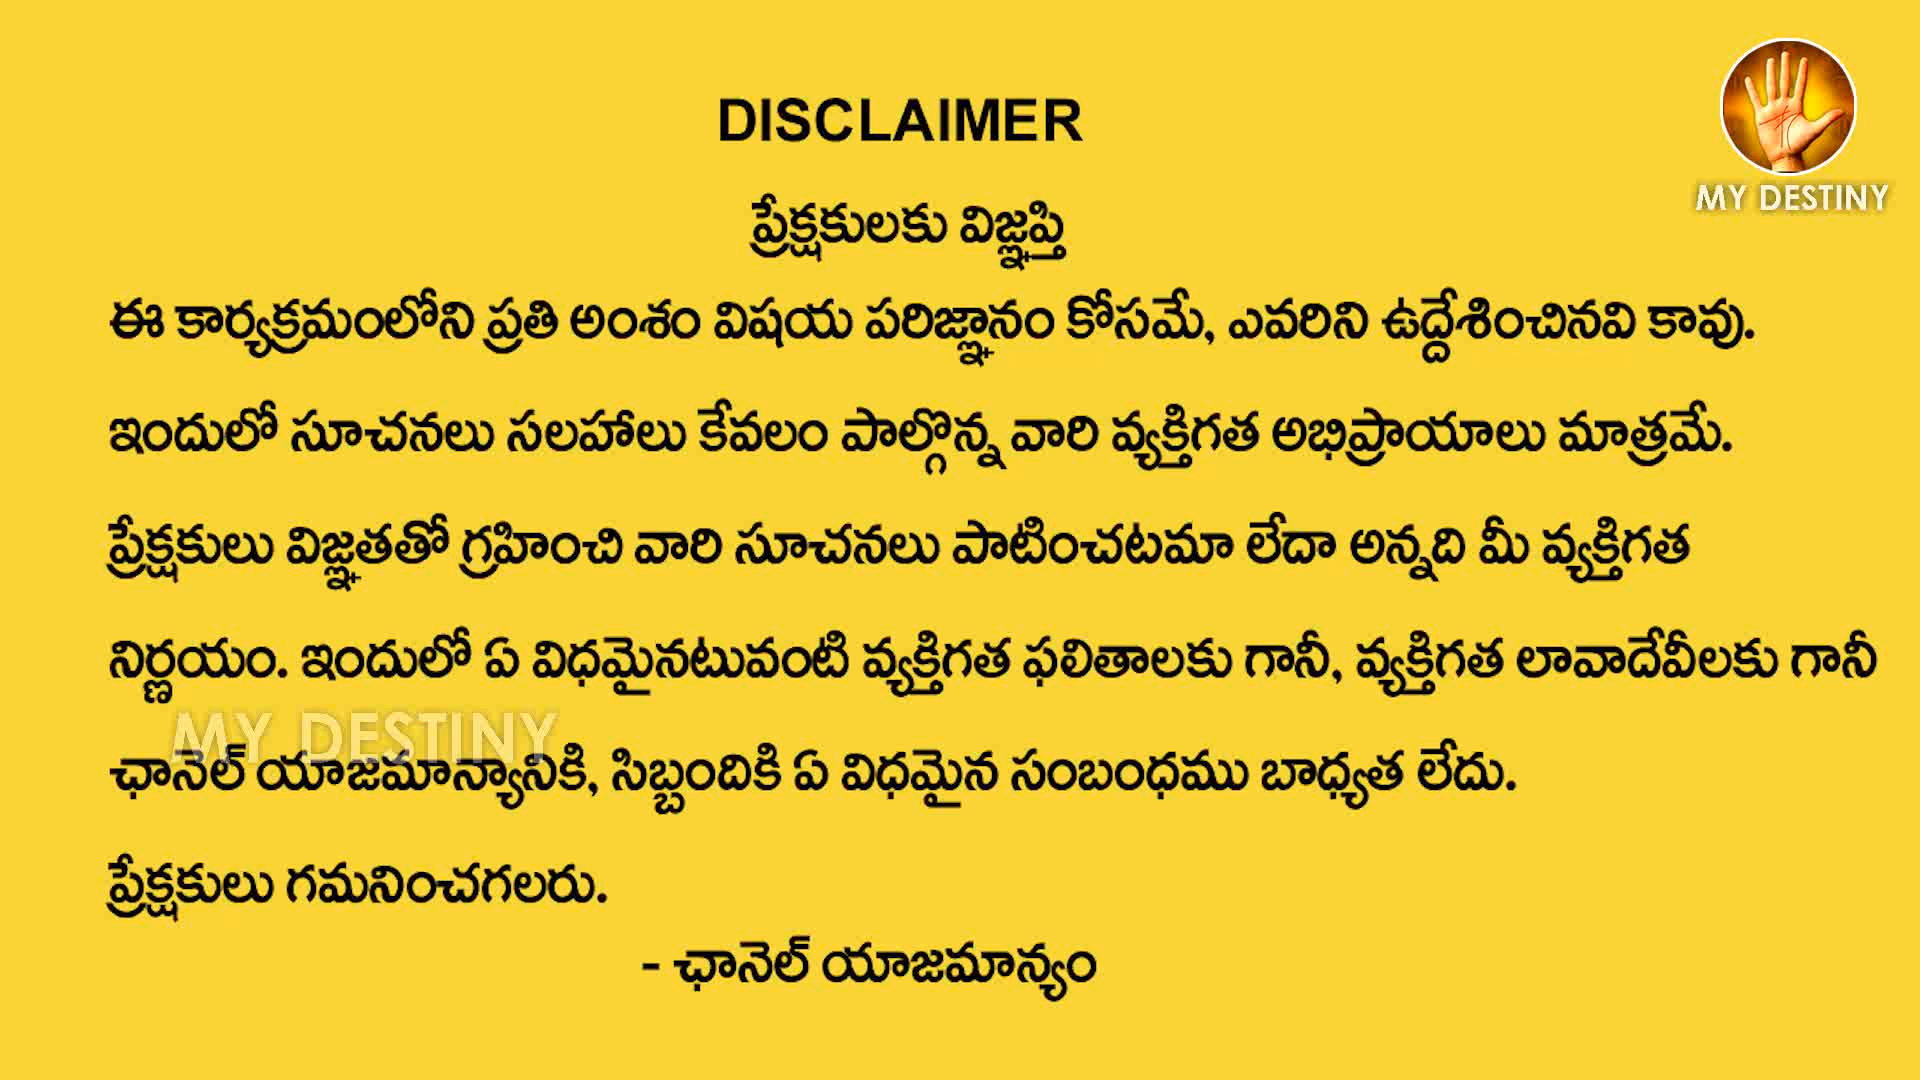 DISCLAIMER
MY DESTINY
ప్రేక్షకులకు విజ్ఞప్తి
ఈ కార్యక్రమంలోని ప్రతి అంశం విషయ పరిజ్ఞానం కోసమే, ఎవరిని ఉద్దేశించినవి కావు.
ఇందులో సూచనలు సలహాలు కేవలం పాల్గొన్న వారి వ్యక్తిగత అభిప్రాయాలు మాత్రమే.
ప్రేక్షకులు విజ్ఞతతో గ్రహించి వారి సూచనలు పాటించటమా లేదా అన్నది మీ వ్యక్తిగత
నిర్ణయం. ఇందులో ఏ విధమైనటువంటి వ్యక్తిగత ఫలితాలకు గానీ, వ్యక్తిగత లావాదేవీలకు గానీ
MY DESTINY
ఛానెల్ యాజమాన్యానికి, సిబ్బందికి ఏ విధమైన సంబంధము బాధ్యత లేదు.
ప్రేక్షకులు గమనించగలరు.
- ఛానెల్ యాజమాన్యం